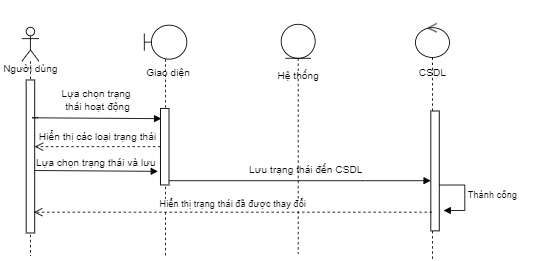 Người dùng
Giao diện
Hệ thống
CSDL
Lựa chọn trạng
thái hoạt động
Hiển thị các loại trạng thái
Lựa chọn trạng thái và lưu
Lưu trạng thái đến CSDL
Thành công
Hiển thị trạng thái đã được thay đổi